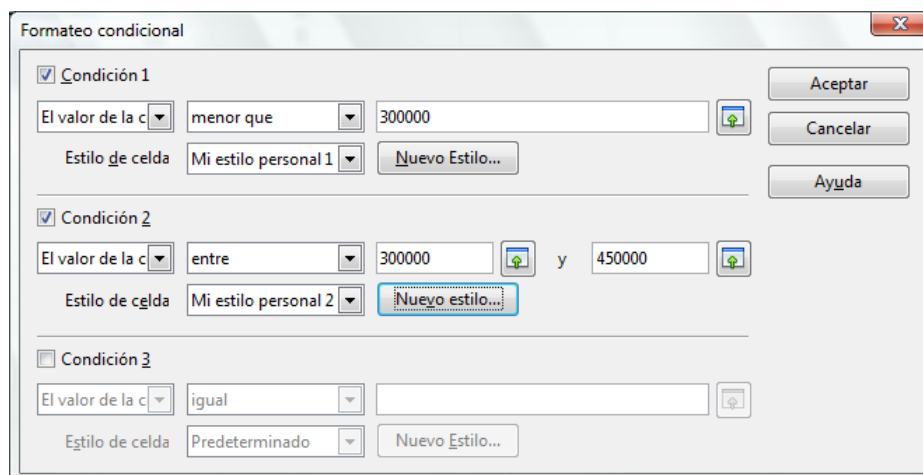 Formateo condicional
Condición 1
Aceptar
El valor de la c menor que 300000
Cancelar
Estilo de celda Mi estilo personal 1 Nuevo Estilo...
Ayuda
Condición 2
El valor de la c entre 300000 y 450000
Estilo de celda Mi estilo personal 2 Nuevo estilo...
Condición 3
El valor de la c igual
Estilo de celda Predeterminado Nuevo Estilo...